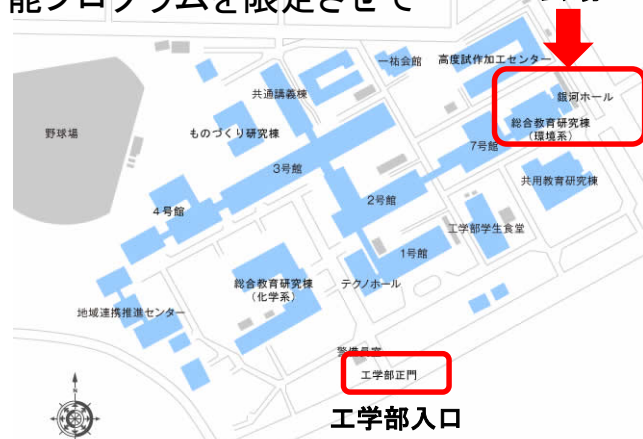 能プログラムを限定させて
一祐会館
高度試作加工センター
共通講義棟
銀河ホール
野球場
ものづくり研究棟
総合教育研究棟
(環境系)
7号館
3号館
共用教育研究棟
2号館
4号館
工学部学生食堂
1号館
総合教育研究棟
(化学系)
テクノホール
地域連携推進センター
警備員室
工学部正門
N
工学部入口